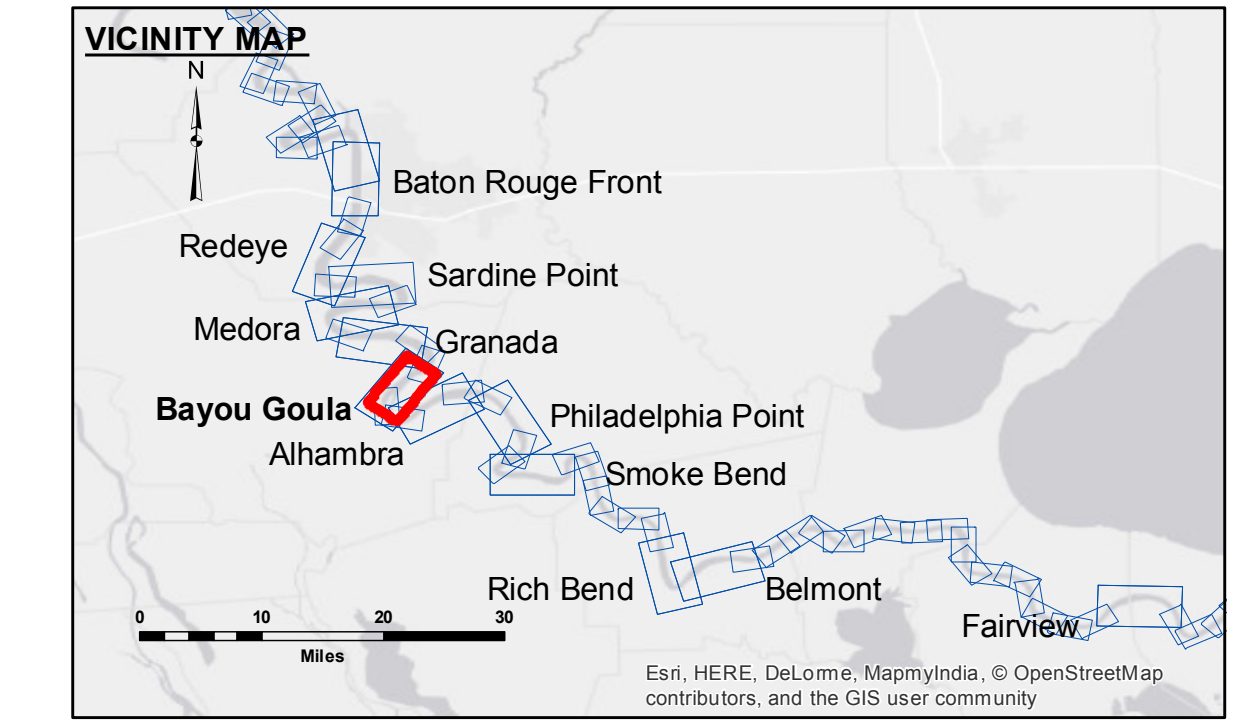 VICINITY MAP
N
Baton Rouge Front
Redeye
Sardine Point
Medora
Granada
Bayou Goula
Philadelphia Point
Alhambra
Smoke Bend
Rich Bend
Belmont
0 10 20 30
Miles
Fairview
Esri, HERE, DeLorme, MapmyIndia, © OpenStreetMap
contributors, and the GIS user community